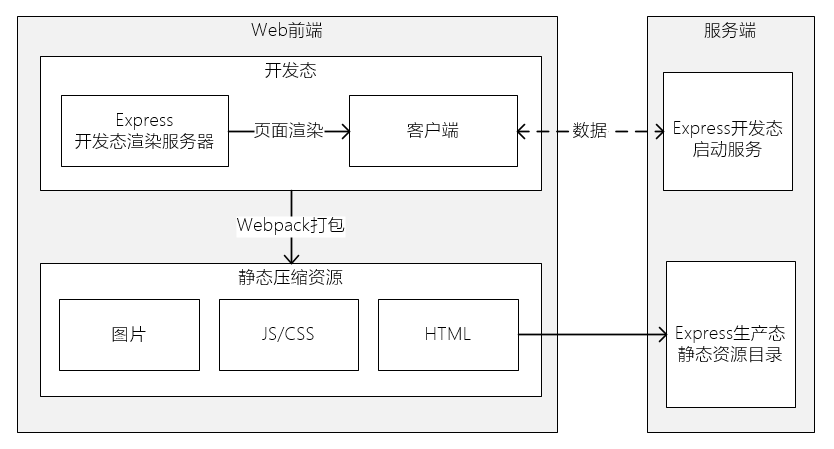 Web前端
服务端
开发态
Express
开发态渲染服务器
页面渲染
客户端
数据
Express开发态
启动服务
Webpack打包
静态压缩资源
图片
JS/CSS
HTML
Express生产态
静态资源目录